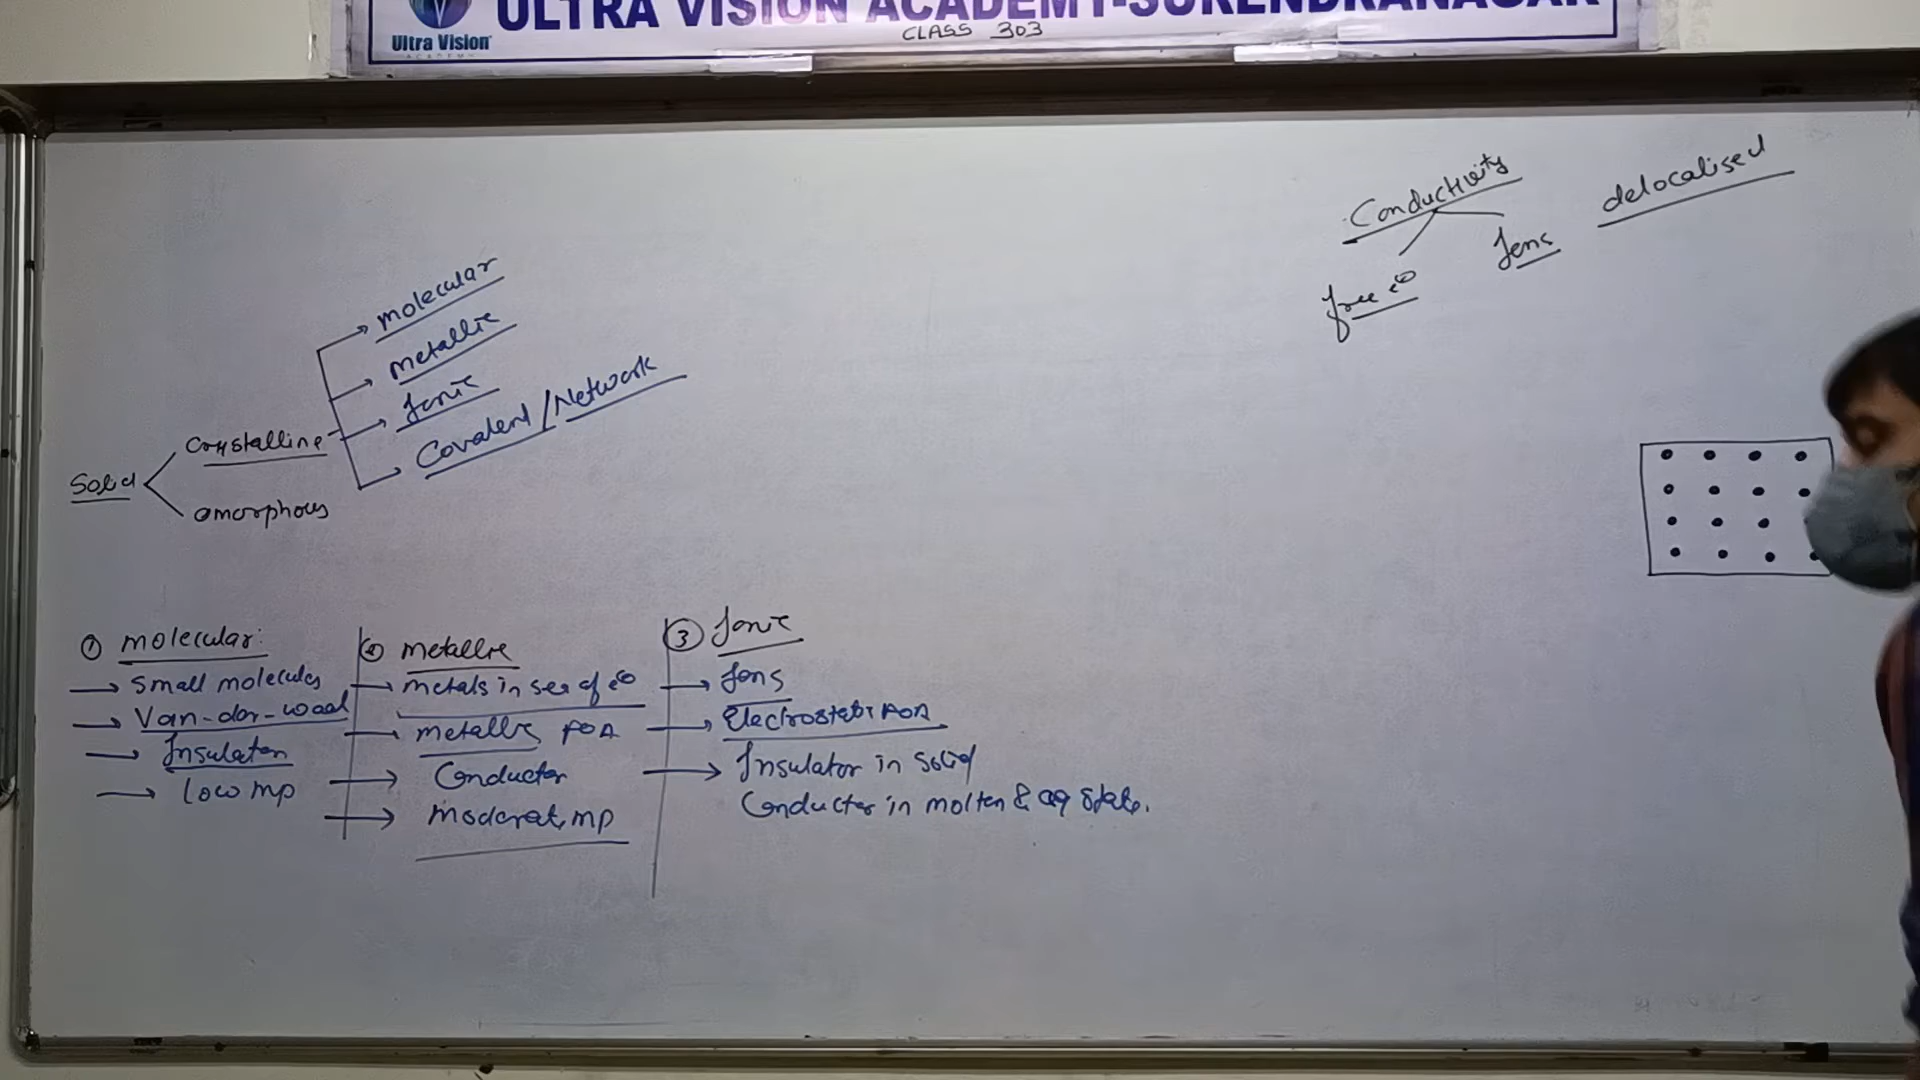 ULTRA VISION ACADEMY-SURENDRANAGAR
Ultra Vision
ACADEMY
CLASS 303
Conductivity
free e⊖
Ions
delocalised
Solid
Crystalline
amorphous
molecular
metallic
Ionic
Covalent/Network
① molecular:
→ Small molecules
→ Van-dar-waal
→ Insulator
→ low mp
② metallic
→ metals in sea of e⊖
→ metallic FOA
→ Conductor
→ moderate mp
③ Ionic
→ Ions
→ Electrostatic FOA
→ Insulator in Solid
Conductor in molten & aq State.